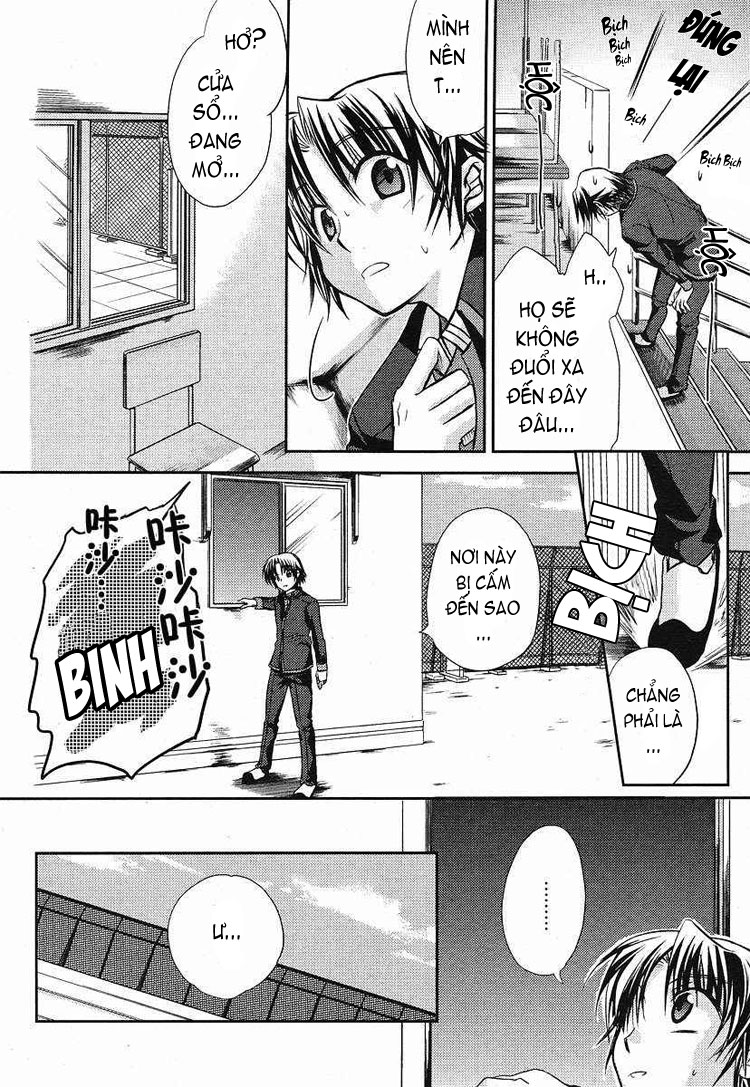 ĐỨNG
LẠI
Bịch
Bịch
Bịch
Bịch
Bịch Bịch
HỘC
HỘC
H..
HỌ SẼ
KHÔNG
ĐUỔI XA
ĐẾN ĐÂY
ĐÂU...
MÌNH
NÊN
T...
HỞ?
CỬA
SỔ...
ĐANG
MỞ...
BỊCH
CHẲNG
PHẢI LÀ
...
NƠI NÀY
BỊ CẤM
ĐẾN SAO
...
咔沙咔沙
咔沙……
BINH
………
Ư...